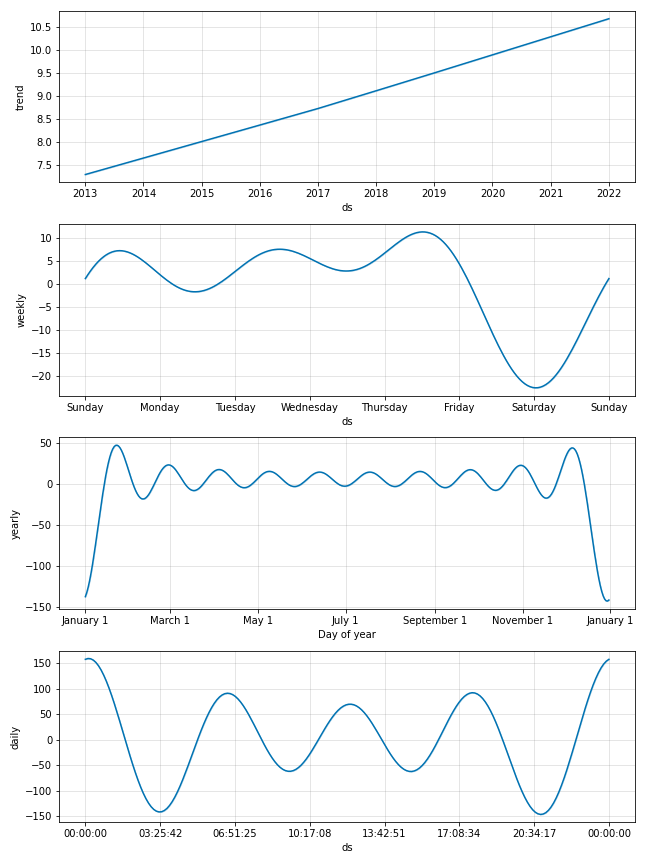 trend
10.5
10.0
9.5
9.0
8.5
8.0
7.5
2013 2014 2015 2016 2017 2018 2019 2020 2021 2022
ds
weekly
10
5
0
−5
−10
−15
−20
Sunday Monday Tuesday Wednesday Thursday Friday Saturday Sunday
ds
yearly
50
0
−50
−100
−150
January 1 March 1 May 1 July 1 September 1 November 1 January 1
Day of year
daily
150
100
50
0
−50
−100
−150
00:00:00 03:25:42 06:51:25 10:17:08 13:42:51 17:08:34 20:34:17 00:00:00
ds